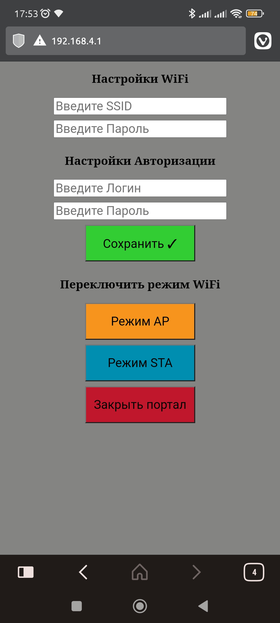 17:53
192.168.4.1
Настройки WiFi
Введите SSID
Введите Пароль
Настройки Авторизации
Введите Логин
Введите Пароль
Сохранить ✓
Переключить режим WiFi
Режим AP
Режим STA
Закрыть портал
4